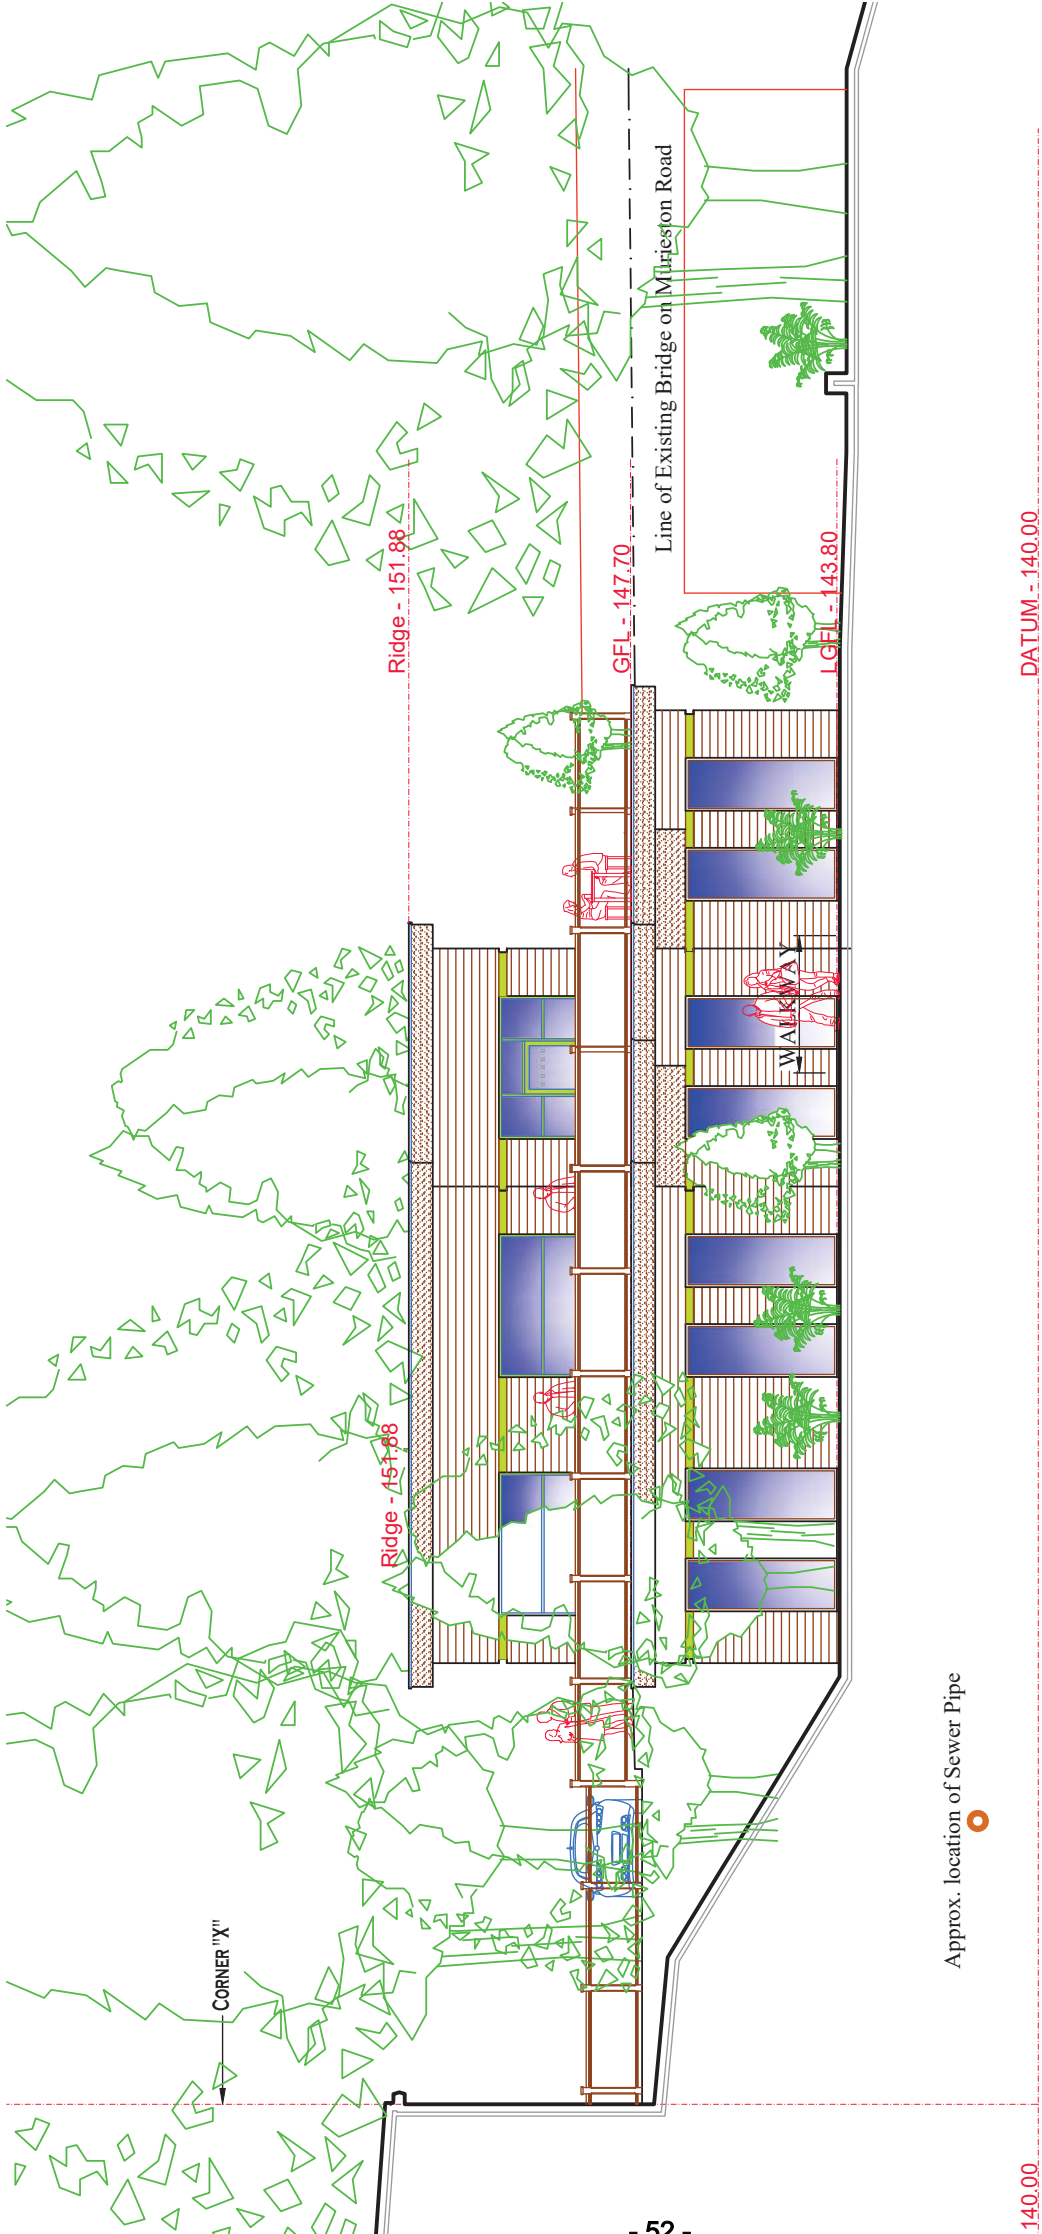 CORNER "X"
Ridge - 151.88
Ridge - 151.88
GFL - 147.70
Line of Existing Bridge on Murieston Road
WALKWAY
LGFL - 143.80
Approx. location of Sewer Pipe
140.00
DATUM - 140.00
- 52 -